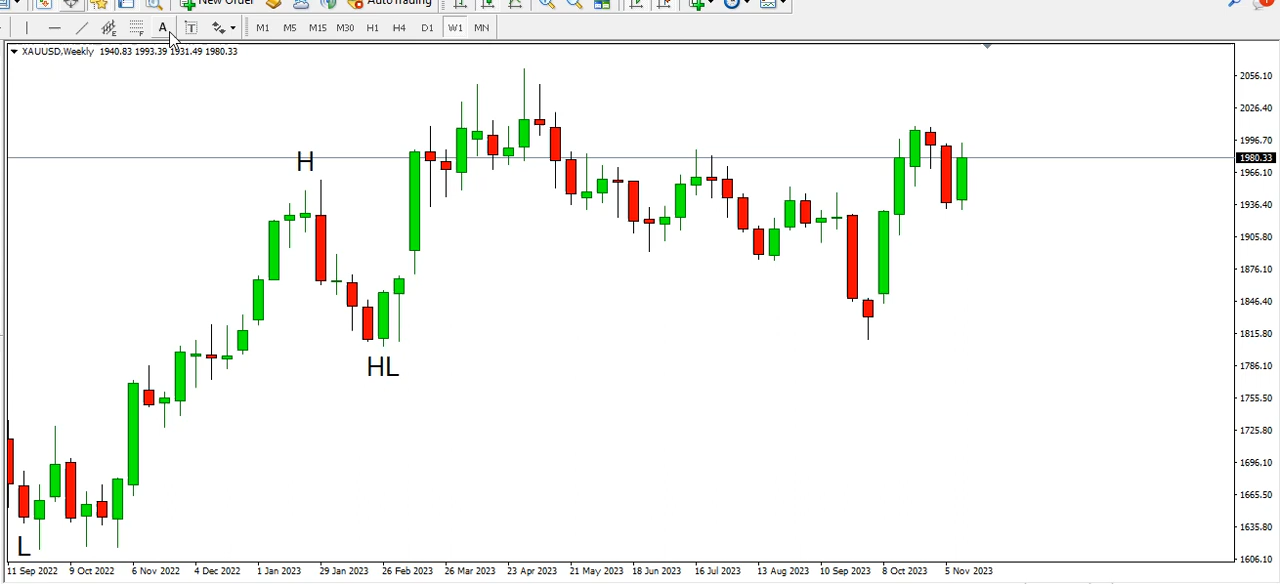 New Order AutoTrading
A T M1 M5 M15 M30 H1 H4 D1 W1 MN
XAUUSD,Weekly 1940.83 1993.39 1931.49 1980.33
2056.10
2026.40
1996.70
1980.33
1966.10
1936.40
1905.80
1876.10
1846.40
1815.80
1786.10
1755.50
1725.80
1696.10
1665.50
1635.80
1606.10
H
HL
L
11 Sep 2022 9 Oct 2022 6 Nov 2022 4 Dec 2022 1 Jan 2023 29 Jan 2023 26 Feb 2023 26 Mar 2023 23 Apr 2023 21 May 2023 18 Jun 2023 16 Jul 2023 13 Aug 2023 10 Sep 2023 8 Oct 2023 5 Nov 2023